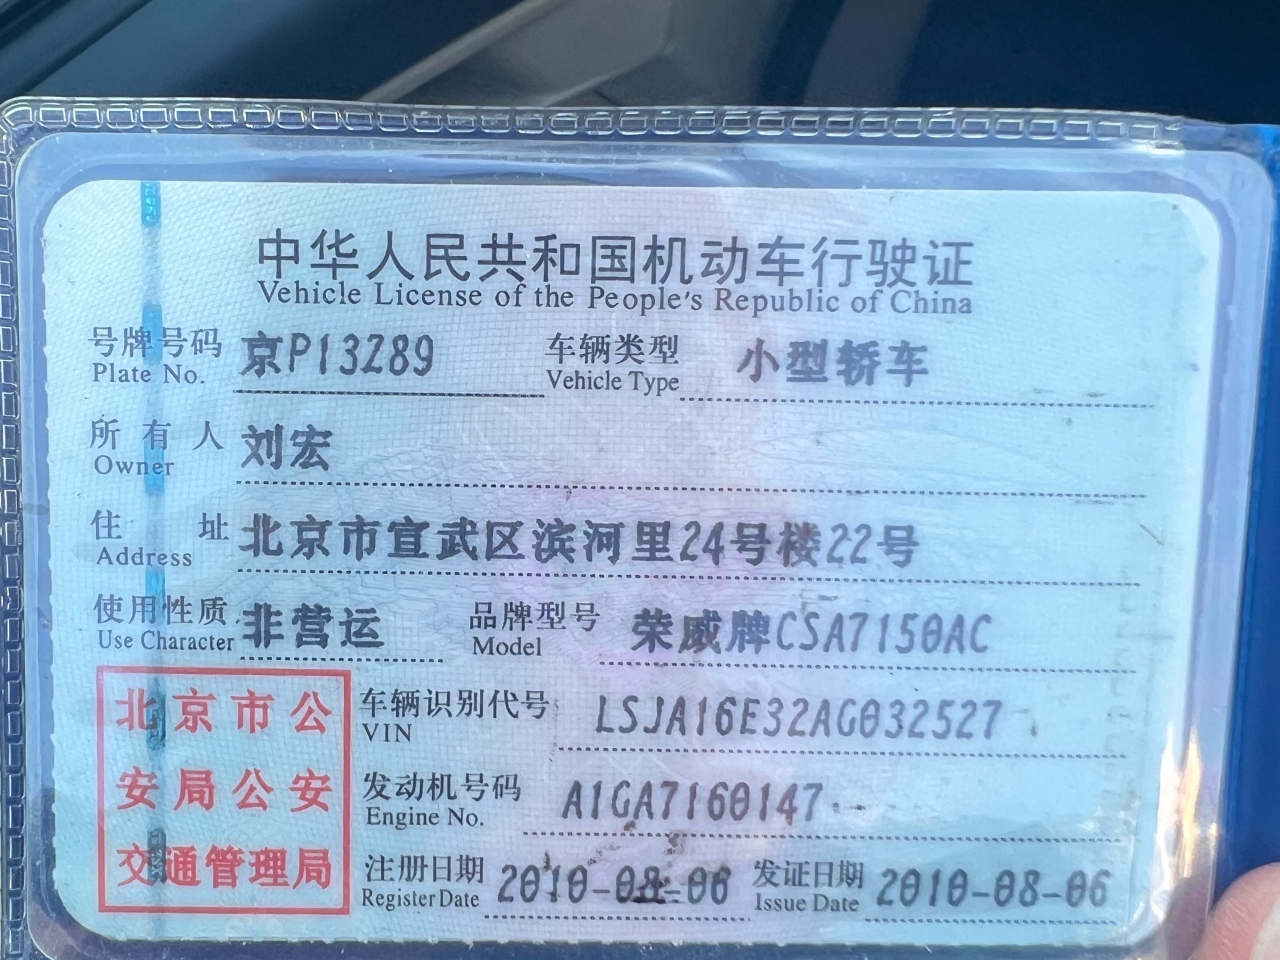 中华人民共和国机动车行驶证
Vehicle License of the People's Republic of China
号牌号码 京P13Z89 车辆类型 小型轿车
Plate No. Vehicle Type
所有人 刘宏
Owner
住址 北京市宣武区滨河里24号楼22号
Address
使用性质 非营运 品牌型号 荣威牌CSA7150AC
Use Character Model
北京市公
安局公安
交通管理局
车辆识别代号 LSJA16E32AG032527
VIN
发动机号码 A1GA7160147
Engine No.
注册日期 2010-08-06 发证日期 2010-08-06
Register Date Issue Date